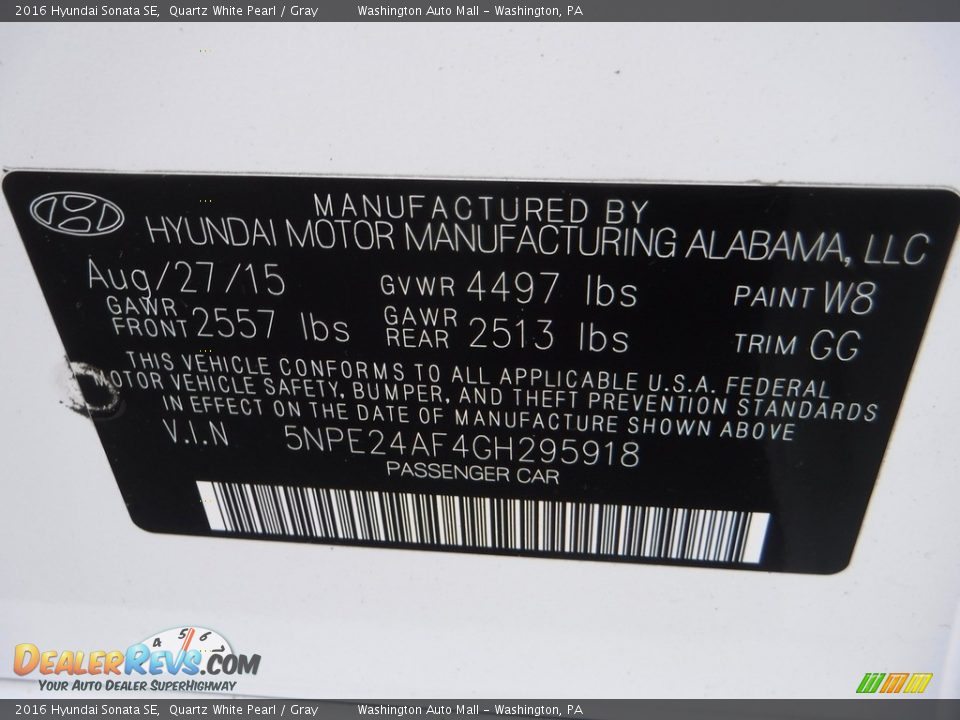 2016 Hyundai Sonata SE, Quartz White Pearl / Gray Washington Auto Mall - Washington, PA
MANUFACTURED BY
HYUNDAI MOTOR MANUFACTURING ALABAMA, LLC
Aug/27/15 GVWR 4497 lbs PAINT W8
GAWR FRONT 2557 lbs GAWR REAR 2513 lbs TRIM GG
THIS VEHICLE CONFORMS TO ALL APPLICABLE U.S.A. FEDERAL
MOTOR VEHICLE SAFETY, BUMPER, AND THEFT PREVENTION STANDARDS
IN EFFECT ON THE DATE OF MANUFACTURE SHOWN ABOVE
V.I.N 5NPE24AF4GH295918
PASSENGER CAR
4 5 6 7
DEALERREVS.COM
YOUR AUTO DEALER SUPERHIGHWAY
2016 Hyundai Sonata SE, Quartz White Pearl / Gray Washington Auto Mall - Washington, PA